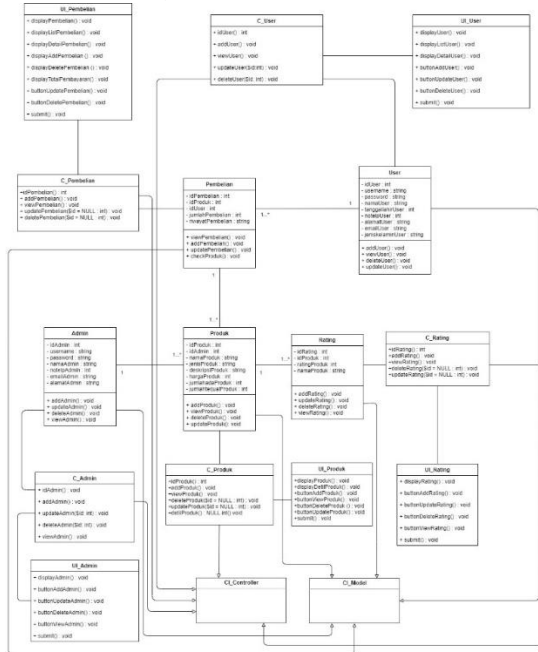 UI_Pembelian
+ displayPembelian() : void
+ displayListPembelian : void
+ displayDetailPembelian : void
+ displayAddPembelian() : void
+ displayDeletePembelian() : void
+ displayTotalPembayaran() : void
+ buttonUpdatePembelian : void
+ buttonDeletePembelian : void
+ submit() : void
C_User
+ idUser() : int
+ addUser() : void
+ viewUser() : void
+ updateUser($id:int) : void
+ deleteUser($id: int) : void
UI_User
+ displayUser() : void
+ displayListUser() : void
+ displayDetailUser : void
+ buttonAddUser() : void
+ buttonUpdateUser() : void
+ buttonDeleteUser() : void
+ submit() : void
C_Pembelian
+idPembelian() : int
+ addPembelian() : void
+ viewPembelian() : void
+ updatePembelian($id = NULL : int) : void
+ deletePembelian($id = NULL : int) : void
Pembelian
- idPembelian : int
- idProduk : int
- idUser : int
- jumlahPembelian : int
- : string
+ viewPembelian() : void
+ addPembelian() : void
+ updatePembelian() : void
+ checkProduk() : void
1...*
1
User
- idUser : int
- username : string
- password : string
- namaUser : string
- : int
- : int
- alamatUser : string
- emailUser : string
- : string
+ addUser() : void
+ viewUser() : void
+ deleteUser() : void
+ updateUser() : void
1
1...*
Admin
- idAdmin : int
- username : string
- password : string
- namaAdmin : string
- notelpAdmin : int
- emailAdmin : string
- alamatAdmin : string
+ addAdmin() : void
+ updateAdmin() : void
+ deleteAdmin() : void
+ viewAdmin() : void
1
1...*
Produk
- idProduk : int
- idAdmin : int
- namaProduk : string
- jenisProduk : string
- deskripsiProduk : string
- hargaProduk : int
- : int
- : int
+ addProduk() : void
+ viewProduk() : void
+ deleteProduk() : void
+ updateProduk() : void
1
1...*
Rating
- idRating : int
- idProduk : int
- ratingProduk : int
- namaProduk : string
+ addRating() : void
+ updateRating() : void
+ deleteRating() : void
+ viewRating() : void
C_Rating
+idRating() : int
+ addRating() : void
+ viewRating() : void
+ deleteRating($id = NULL : int) : void
+ updateRating($id = NULL : int) : void
C_Admin
+ idAdmin() : int
+ addAdmin() : void
+ updateAdmin($id: int) : void
+ deleteAdmin($id: int) : void
+ viewAdmin() : void
C_Produk
+idProduk() : int
+addProduk() : void
+viewProduk() : void
+ deleteProduk($id = NULL : int) : void
+ updateProduk($id = NULL : int) : void
UI_Produk
+ displayProduk() : void
+ buttonAddProduk() : void
+ buttonViewProduk() : void
+ buttonDeleteProduk() : void
+ buttonUpdateProduk() : void
+ submit() : void
UI_Rating
+ displayRating() : void
+ buttonAddRating() : void
+ buttonUpdateRating() : void
+ buttonDeleteRating() : void
+ buttonViewRating() : void
+ submit() : void
UI_Admin
+ displayAdmin() : void
+ buttonAddAdmin() : void
+ buttonUpdateAdmin() : void
+ buttonDeleteAdmin() : void
+ buttonViewAdmin() : void
+ submit() : void
CI_Controller
CI_Model